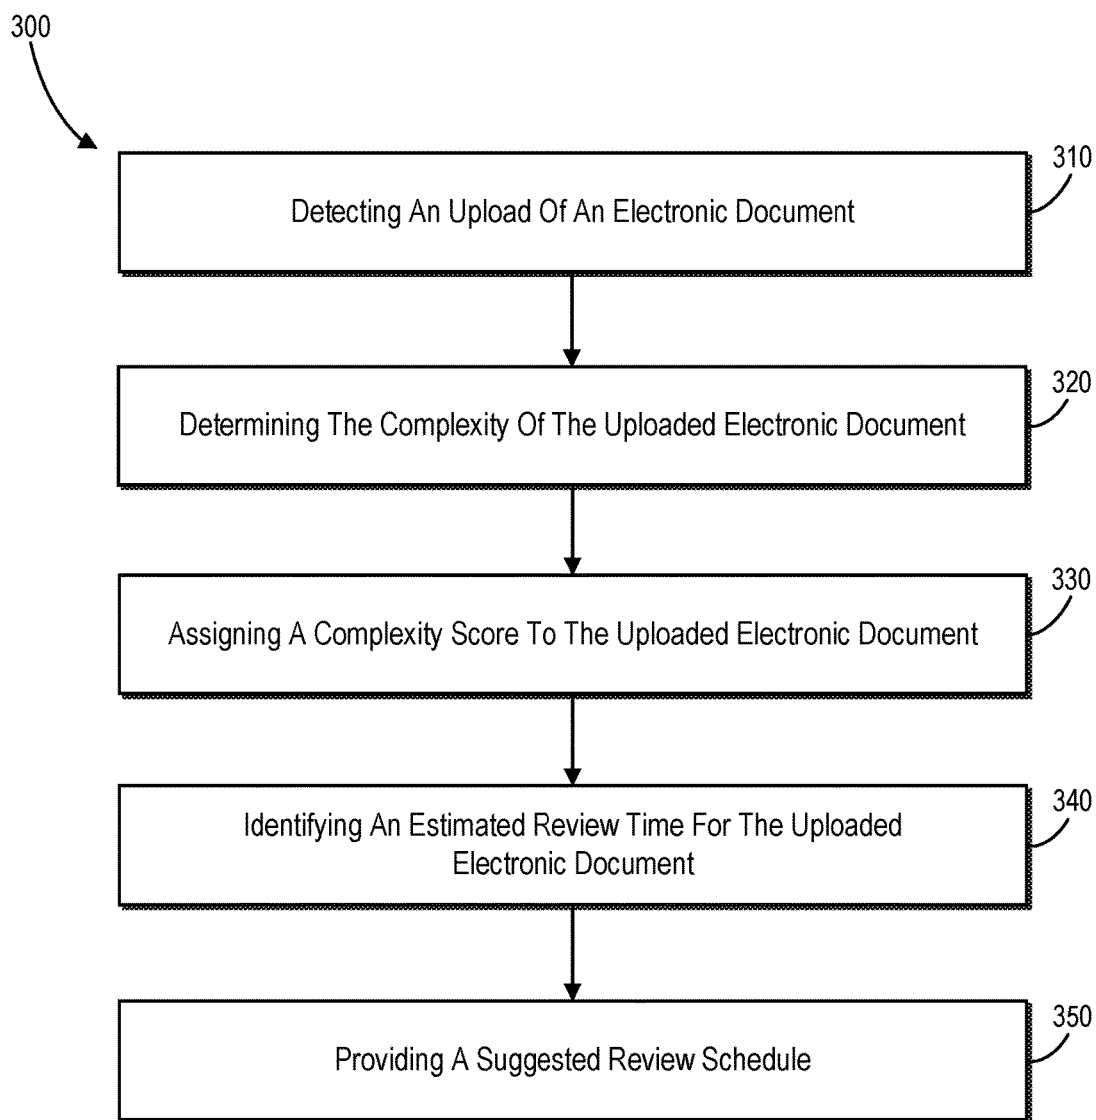 300
310
Detecting An Upload Of An Electronic Document
320
Determining The Complexity Of The Uploaded Electronic Document
330
Assigning A Complexity Score To The Uploaded Electronic Document
340
Identifying An Estimated Review Time For The Uploaded
Electronic Document
350
Providing A Suggested Review Schedule